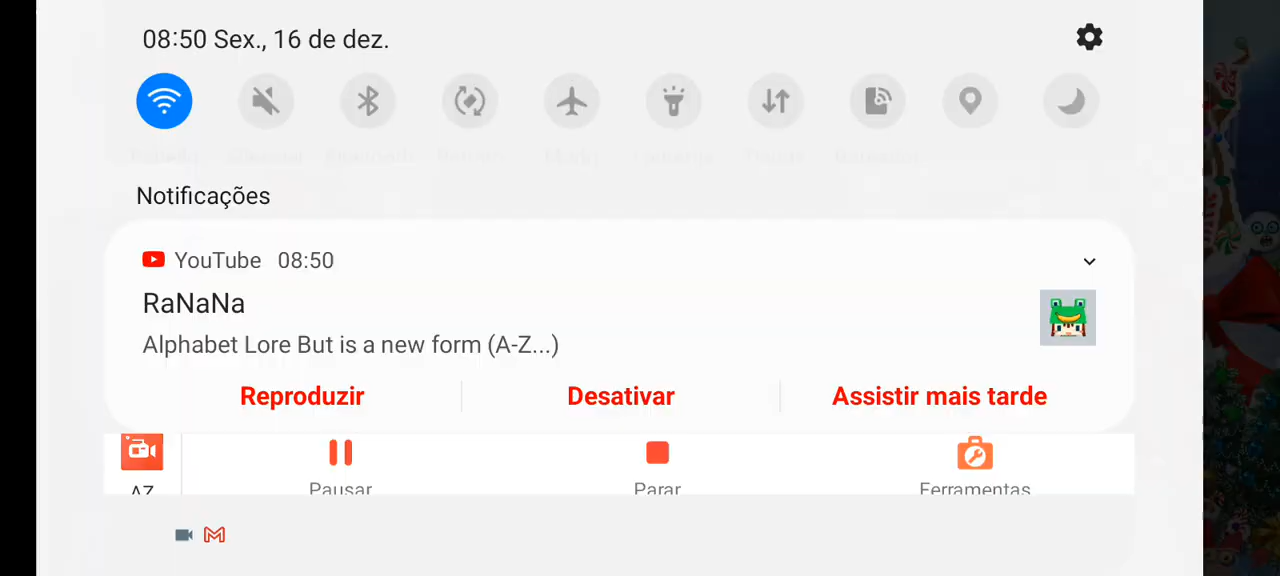 08:50 Sex., 16 de dez.
Notificações
YouTube 08:50
RaNaNa
Alphabet Lore But is a new form (A-Z...)
Reproduzir Desativar Assistir mais tarde
AZ Pausar Parar Ferramentas